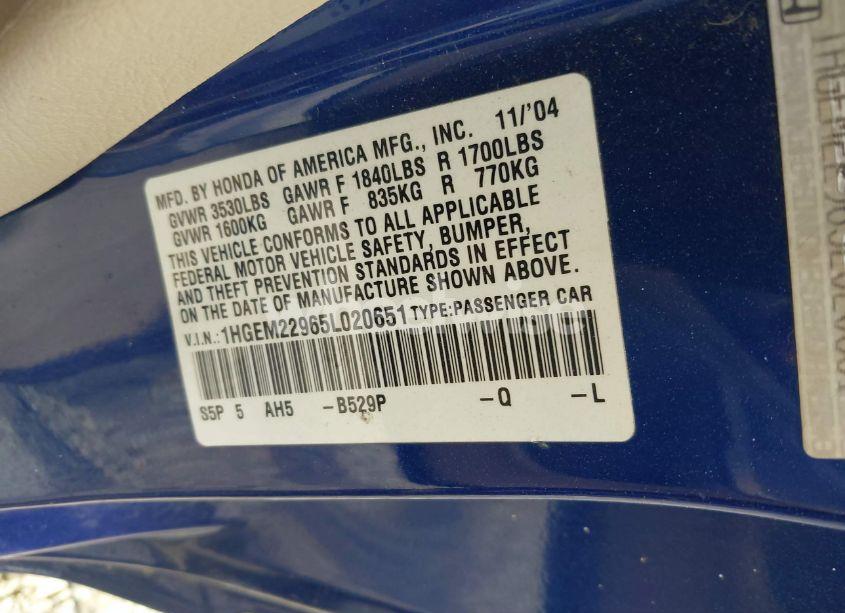 MFD. BY HONDA OF AMERICA MFG., INC. 11/'04
GVWR 3530LBS GAWR F 1840LBS R 1700LBS
GVWR 1600KG GAWR F 835KG R 770KG
THIS VEHICLE CONFORMS TO ALL APPLICABLE
FEDERAL MOTOR VEHICLE SAFETY, BUMPER,
AND THEFT PREVENTION STANDARDS IN EFFECT
ON THE DATE OF MANUFACTURE SHOWN ABOVE.
V.I.N.: 1HGEM22965L020651 TYPE:PASSENGER CAR
S5P 5 AH5 -B529P -Q -L